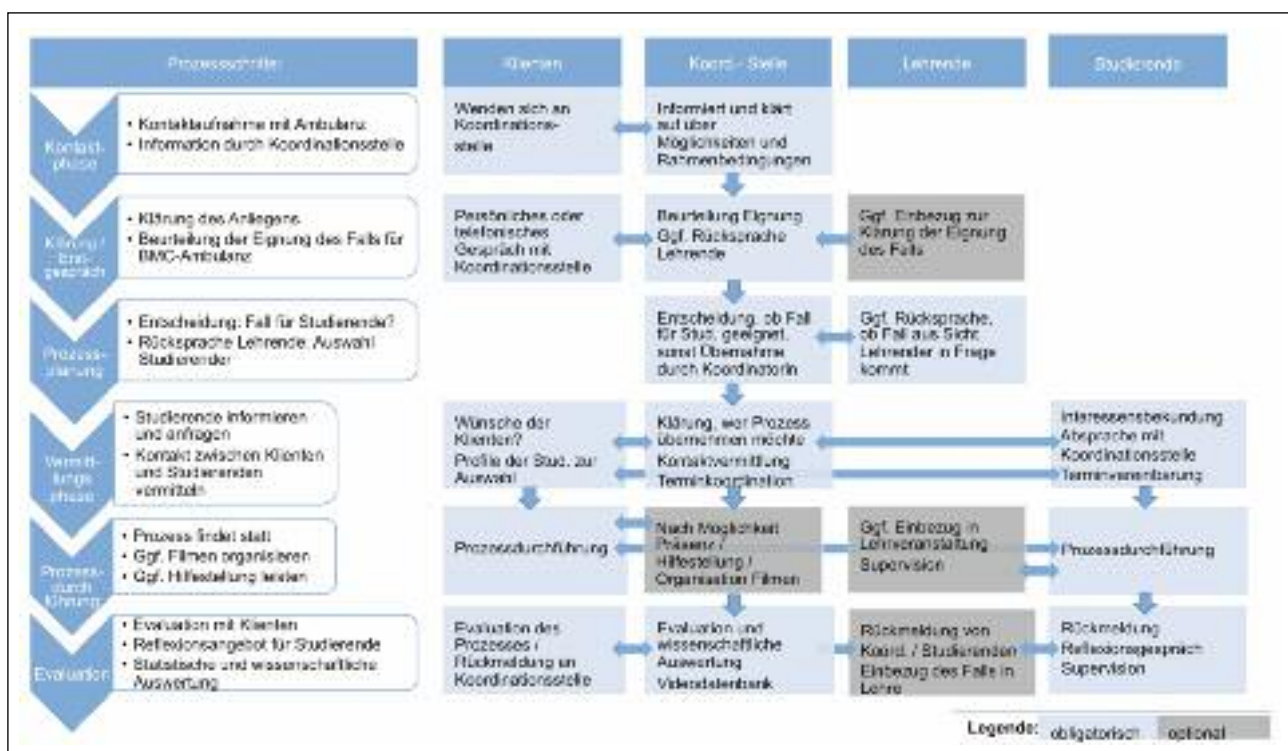 Prozessschritte
Klienten
Koord.-Stelle
Lehrende
Studierende
Kontakt-
phase
• Kontaktaufnahme mit Ambulanz
• Information durch Koordinationsstelle
Wenden sich an
Koordinations-
stelle
Informiert und klärt
auf über
Möglichkeiten und
Rahmenbedingungen
Klärung /
Erst-
gespräch
• Klärung des Anliegens
• Beurteilung der Eignung des Falls für
BMC-Ambulanz
Persönliches oder
telefonisches
Gespräch mit
Koordinationsstelle
Beurteilung Eignung
Ggf. Rücksprache
Lehrende
Ggf. Einbezug zur
Klärung der Eignung
des Falls
Prozess-
planung
• Entscheidung: Fall für Studierende?
• Rücksprache Lehrende, Auswahl
Studierender
Entscheidung, ob Fall
für Stud. geeignet,
sonst Übernahme
durch Koordinatorin
Ggf. Rücksprache,
ob Fall aus Sicht
Lehrender in Frage
kommt
Vermitt-
lungs-
phase
• Studierende informieren
und anfragen
• Kontakt zwischen Klienten
und Studierenden
vermitteln
Wünsche der
Klienten?
Profile der Stud. zur
Auswahl
Klärung, wer Prozess
übernehmen möchte
Kontaktvermittlung
Terminkoordination
Interessensbekundung
Absprache mit
Koordinationsstelle
Terminvereinbarung
Prozess-
durch
führung
• Prozess findet statt
• Ggf. Filmen organisieren
• Ggf. Hilfestellung leisten
Prozessdurchführung
Nach Möglichkeit
Präsenz /
Hilfestellung /
Organisation Filmen
Ggf. Einbezug in
Lehrveranstaltung
Supervision
Prozessdurchführung
Evaluation
• Evaluation mit Klienten
• Reflexionsangebot für Studierende
• Statistische und wissenschaftliche
Auswertung
Evaluation des
Prozesses /
Rückmeldung an
Koordinationsstelle
Evaluation und
wissenschaftliche
Auswertung
Videodatenbank
Rückmeldung von
Koord. / Studierenden
Einbezug des Falles in
Lehre
Rückmeldung
Reflexionsgespräch
Supervision
Legende: obligatorisch optional